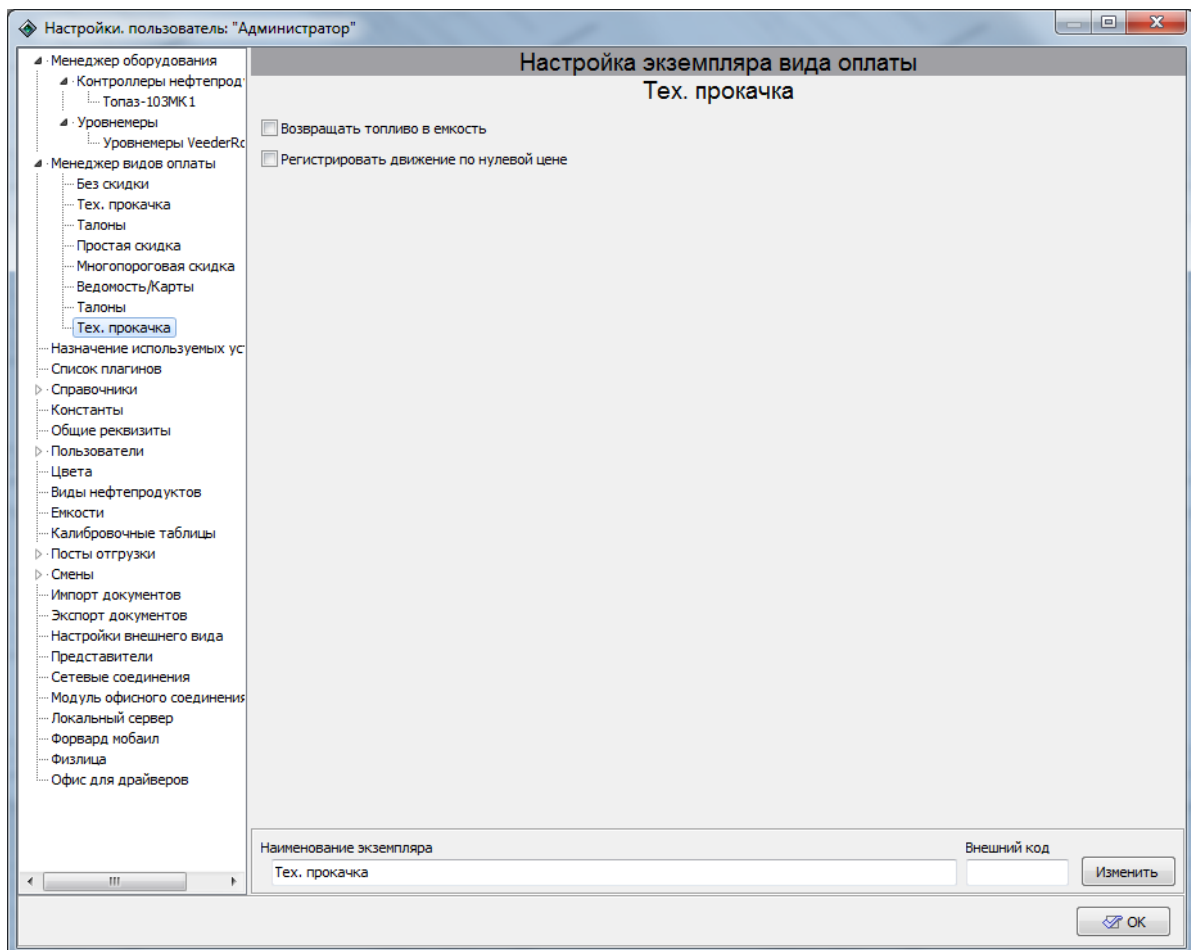 Настройки. пользователь: "Администратор"
Менеджер оборудования
Контроллеры нефтепрод
Топаз-103МК1
Уровнемеры
Уровнемеры VeederRo
Менеджер видов оплаты
Без скидки
Тех. прокачка
Талоны
Простая скидка
Многопороговая скидка
Ведомость/Карты
Талоны
Тех. прокачка
Назначение используемых ус
Список плагинов
Справочники
Константы
Общие реквизиты
Пользователи
Цвета
Виды нефтепродуктов
Емкости
Калибровочные таблицы
Посты отгрузки
Смены
Импорт документов
Экспорт документов
Настройки внешнего вида
Представители
Сетевые соединения
Модуль офисного соединения
Локальный сервер
Форвард мобаил
Физлица
Офис для драйверов
Настройка экземпляра вида оплаты
Тех. прокачка
Возвращать топливо в емкость
Регистрировать движение по нулевой цене
Наименование экземпляра
Внешний код
Тех. прокачка
Изменить
ОК